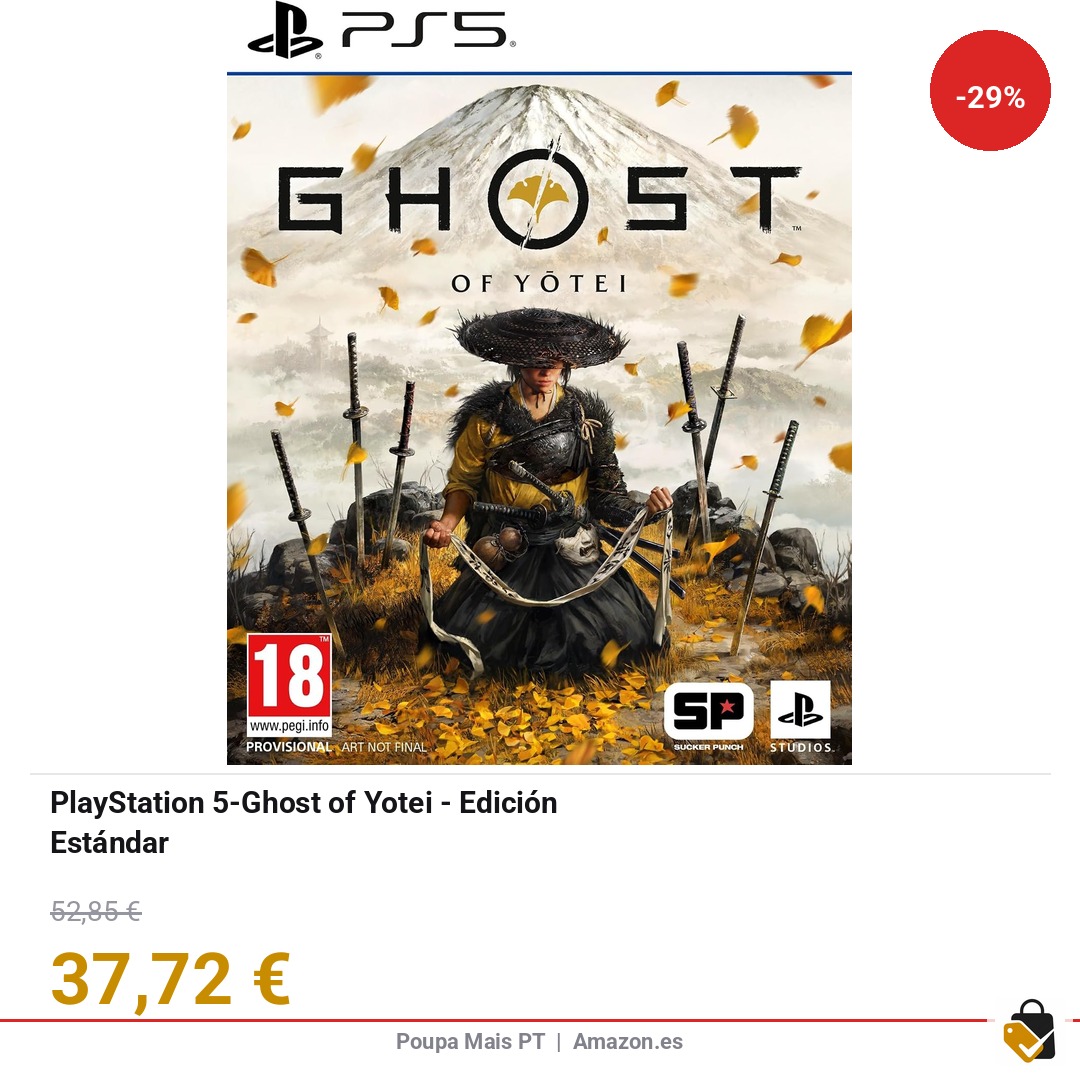 PS5
-29%
GHOST
OF YŌTEI
18
www.pegi.info
PROVISIONAL ART NOT FINAL
SP
SUCKER PUNCH
STUDIOS
PlayStation 5-Ghost of Yotei - Edición
Estándar
52,85 €
37,72 €
Poupa Mais PT | Amazon.es